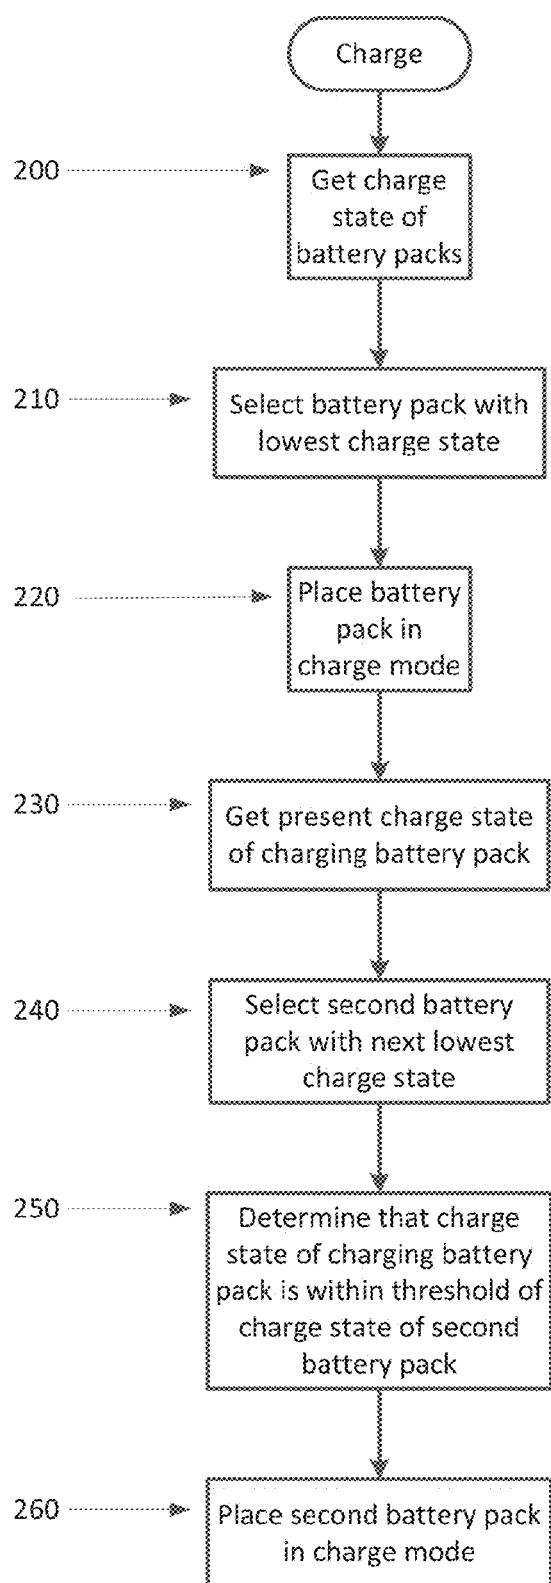 Charge
200
Get charge
state of
battery packs
210
Select battery pack with
lowest charge state
220
Place battery
pack in
charge mode
230
Get present charge state
of charging battery pack
240
Select second battery
pack with next lowest
charge state
250
Determine that charge
state of charging battery
pack is within threshold of
charge state of second
battery pack
260
Place second battery pack
in charge mode